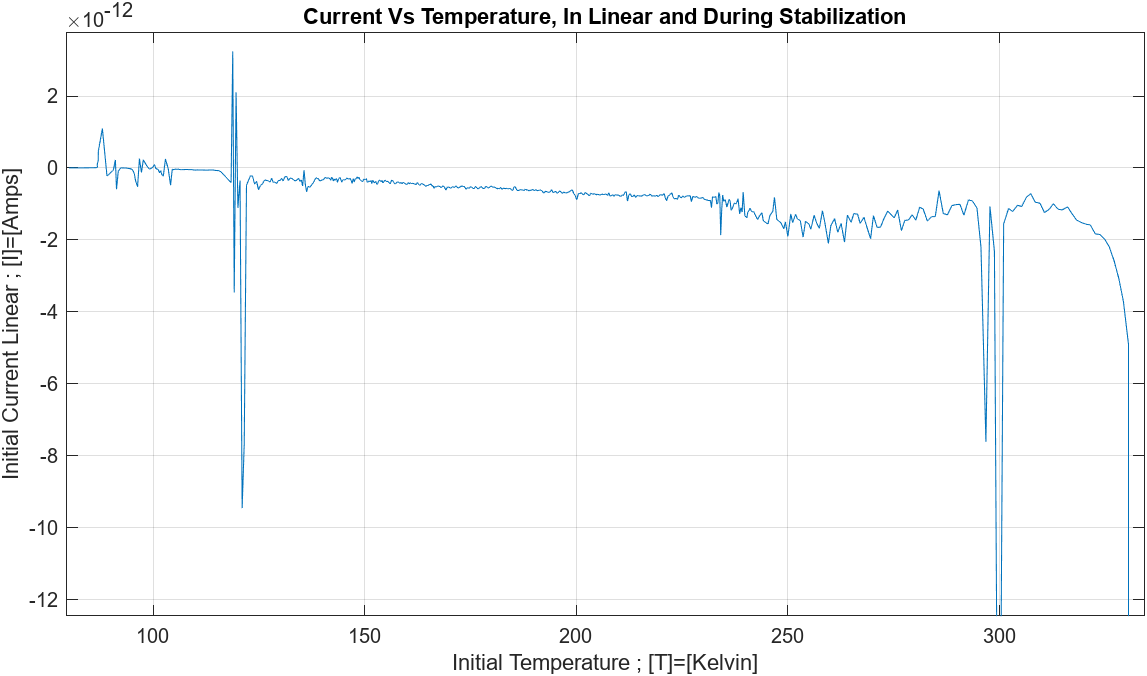 ×10-12
Current Vs Temperature, In Linear and During Stabilization
2
0
-2
-4
-6
-8
-10
-12
Initial Current Linear ; [I]=[Amps]
100 150 200 250 300
Initial Temperature ; [T]=[Kelvin]